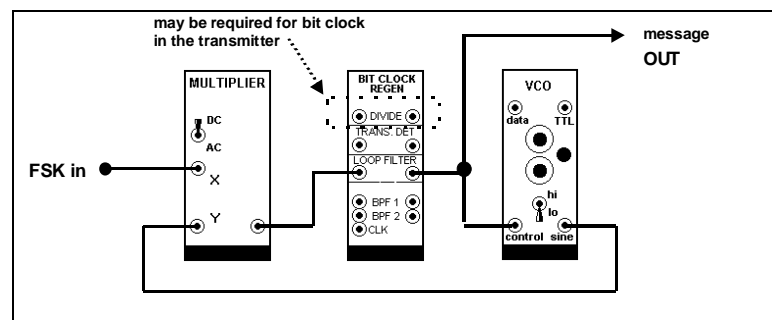 may be required for bit clock
in the transmitter
message
OUT
MULTIPLIER
DC
AC
X
Y
FSK in
BIT CLOCK
REGEN
DIVIDE
TRANS. DET
LOOP FILTER
BPF 1
BPF 2
CLK
VCO
data TTL
hi
lo
control sine